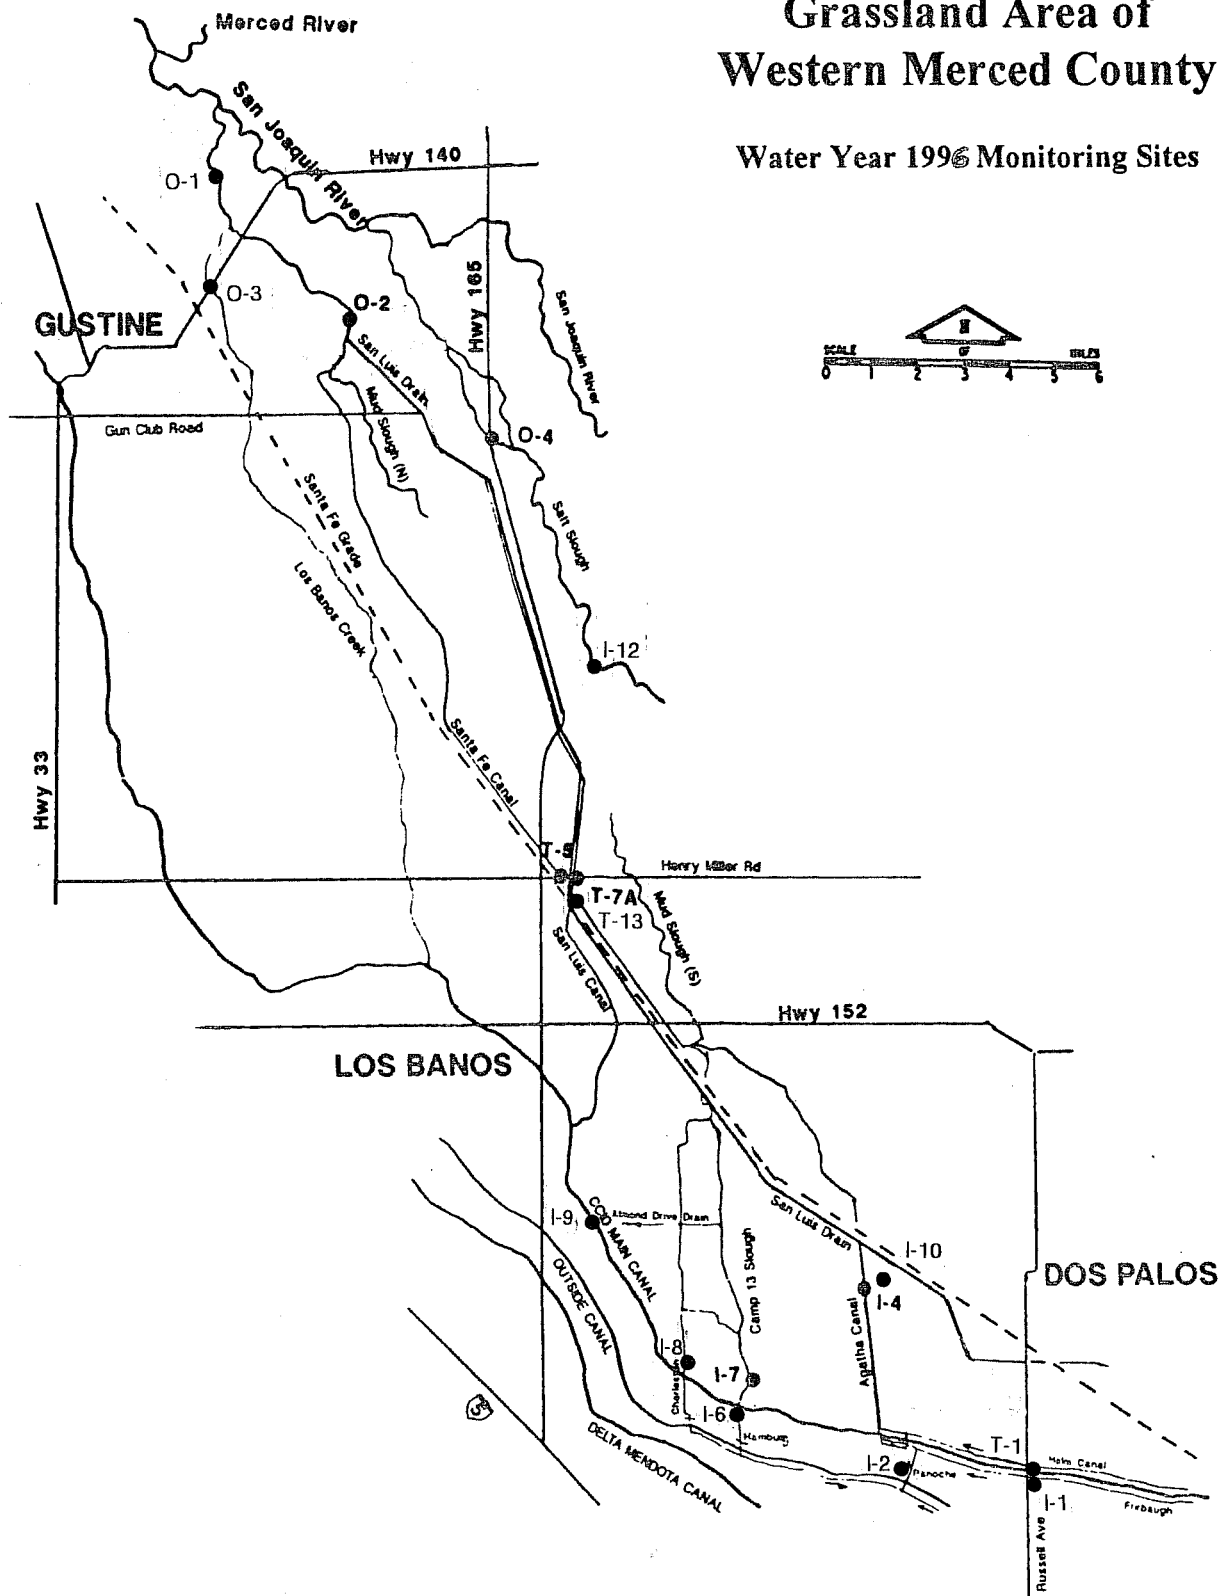 Grassland Area of
Western Merced County
Water Year 1996 Monitoring Sites
Merced River
San Joaquin River
Hwy 140
O-1
O-3
O-2
GUSTINE
Hwy 165
San Joaquin River
San Luis Drain
Mud Slough (N)
Gun Club Road
O-4
N
SCALE OF MILES
0 1 2 3 4 5 6
Santa Fe Grade
Los Banos Creek
Salt Slough
I-12
Santa Fe Canal
Hwy 33
Henry Miller Rd
T-7A
T-13
Mud Slough (S)
San Luis Canal
Hwy 152
LOS BANOS
I-9
CCID MAIN CANAL
Almond Drive Drain
San Luis Drain
I-10
DOS PALOS
I-4
Camp 13 Slough
Agatha Canal
OUTSIDE CANAL
I-8
Charleston
I-7
5
I-6
Hamburg
DELTA MENDOTA CANAL
I-2
Panoche
T-1
Main Canal
I-1
Firebaugh
Russell Ave